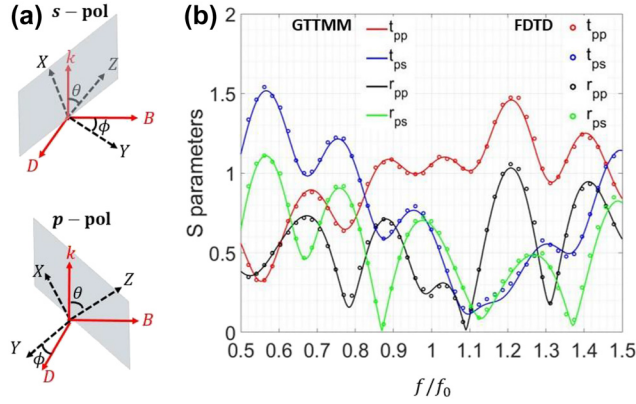 (a)
s − pol
k
X
Z
θ
B
ϕ
D
Y
p − pol
k
X
θ
Z
B
Y
ϕ
D
(b)
GTTMM
FDTD
t_pp
t_ps
r_pp
r_ps
t_pp
t_ps
r_pp
r_ps
S parameters
2
1.5
1
0.5
0
0.5 0.6 0.7 0.8 0.9 1 1.1 1.2 1.3 1.4 1.5
f/f₀